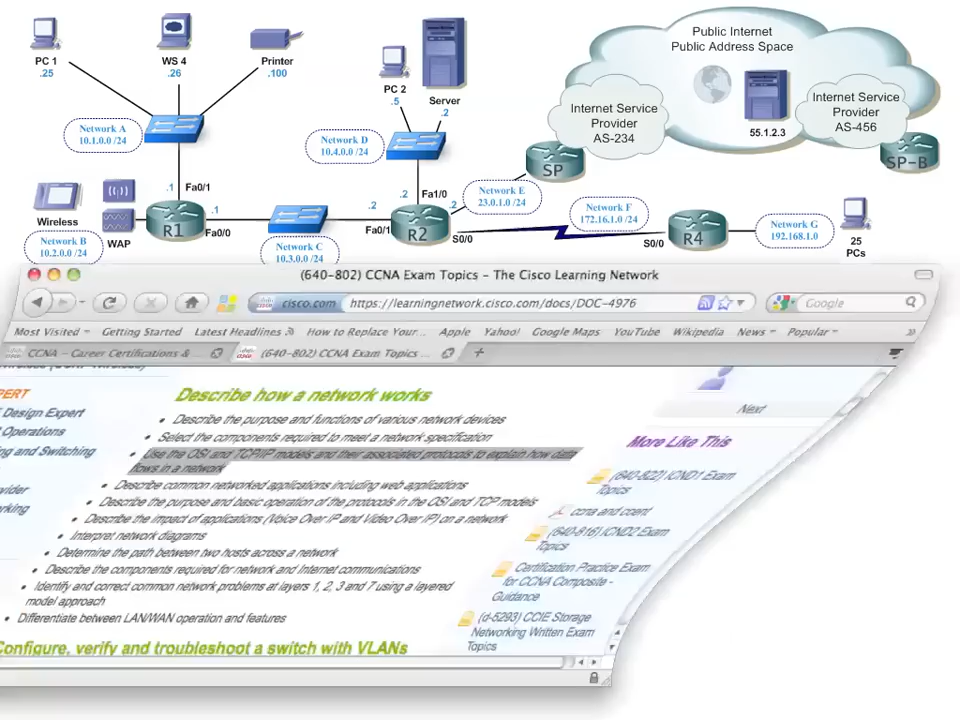 PC 1
.25
WS 4
.26
Printer
.100
PC 2
.5
Server
.2
Public Internet
Public Address Space
Internet Service
Provider
AS-234
55.1.2.3
Internet Service
Provider
AS-456
Network A
10.1.0.0 /24
Network D
10.4.0.0 /24
SP
SP-B
.1 Fa0/1
.2 Fa1/0
Network E
23.0.1.0 /24
Network F
172.16.1.0 /24
Wireless
WAP
Network B
10.2.0.0 /24
R1
.1
Fa0/0
Network C
10.3.0.0 /24
.2
Fa0/1
R2
.2
S0/0
S0/0
R4
Network G
192.168.1.0
25
PCs
(640-802) CCNA Exam Topics - The Cisco Learning Network
cisco.com https://learningnetwork.cisco.com/docs/DOC-4976
Google
Most Visited Getting Started Latest Headlines How to Replace Your... Apple Yahoo! Google Maps YouTube Wikipedia News Popular
CCNA - Career Certifications & ... (640-802) CCNA Exam Topics ...
PERT
Design Expert
Operations
ng and Switching
vider
rking
Describe how a network works
• Describe the purpose and functions of various network devices
• Select the components required to meet a network specification
• Use the OSI and TCP/IP models and their associated protocols to explain how data
flows in a network
• Describe common networked applications including web applications
• Describe the purpose and basic operation of the protocols in the OSI and TCP models
• Describe the impact of applications (Voice Over IP and Video Over IP) on a network
• Interpret network diagrams
• Determine the path between two hosts across a network
• Describe the components required for network and Internet communications
• Identify and correct common network problems at layers 1, 2, 3 and 7 using a layered
model approach
• Differentiate between LAN/WAN operation and features
Configure, verify and troubleshoot a switch with VLANs
Next
More Like This
(640-822) ICND1 Exam
Topics
ccna and ccent
(640-816) ICND2 Exam
Topics
Certification Practice Exam
for CCNA Composite -
Guidance
(d-5293) CCIE Storage
Networking Written Exam
Topics